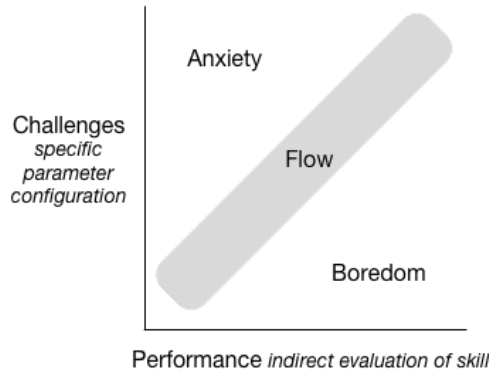 Anxiety
Challenges
specific
parameter
configuration
Flow
Boredom
Performance indirect evaluation of skill